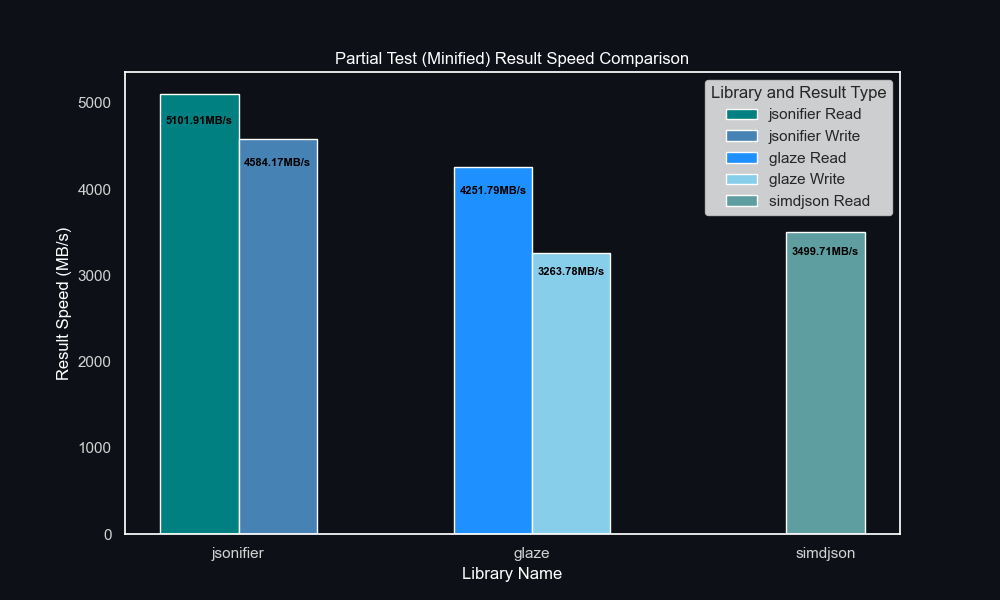 Partial Test (Minified) Result Speed Comparison
Library and Result Type
jsonifier Read
jsonifier Write
glaze Read
glaze Write
simdjson Read
Result Speed (MB/s)
5000
4000
3000
2000
1000
0
5101.91MB/s
4584.17MB/s
4251.79MB/s
3263.78MB/s
3499.71MB/s
jsonifier
glaze
simdjson
Library Name